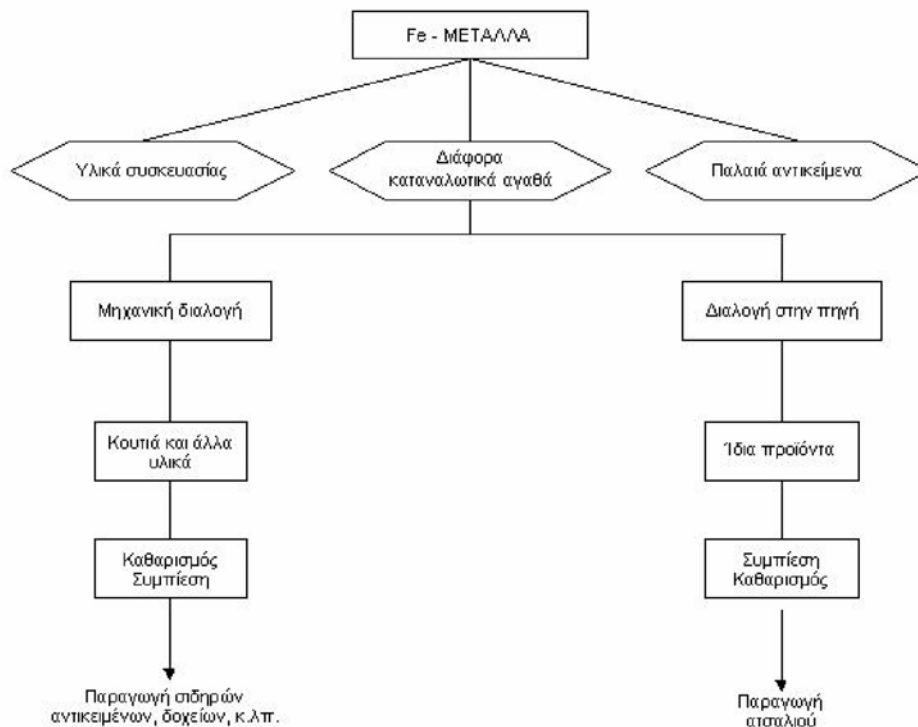 Fe - ΜΕΤΑΛΛΑ
Υλικά συσκευασίας
Διάφορα
καταναλωτικά αγαθά
Παλαιά αντικείμενα
Μηχανική διαλογή
Διαλογή στην πηγή
Κουτιά και άλλα
υλικά
Ίδια προϊόντα
Καθαρισμός
Συμπίεση
Συμπίεση
Καθαρισμός
Παραγωγή σιδηρών
αντικειμένων, δοχείων, κ.λπ.
Παραγωγή
ατσαλιού